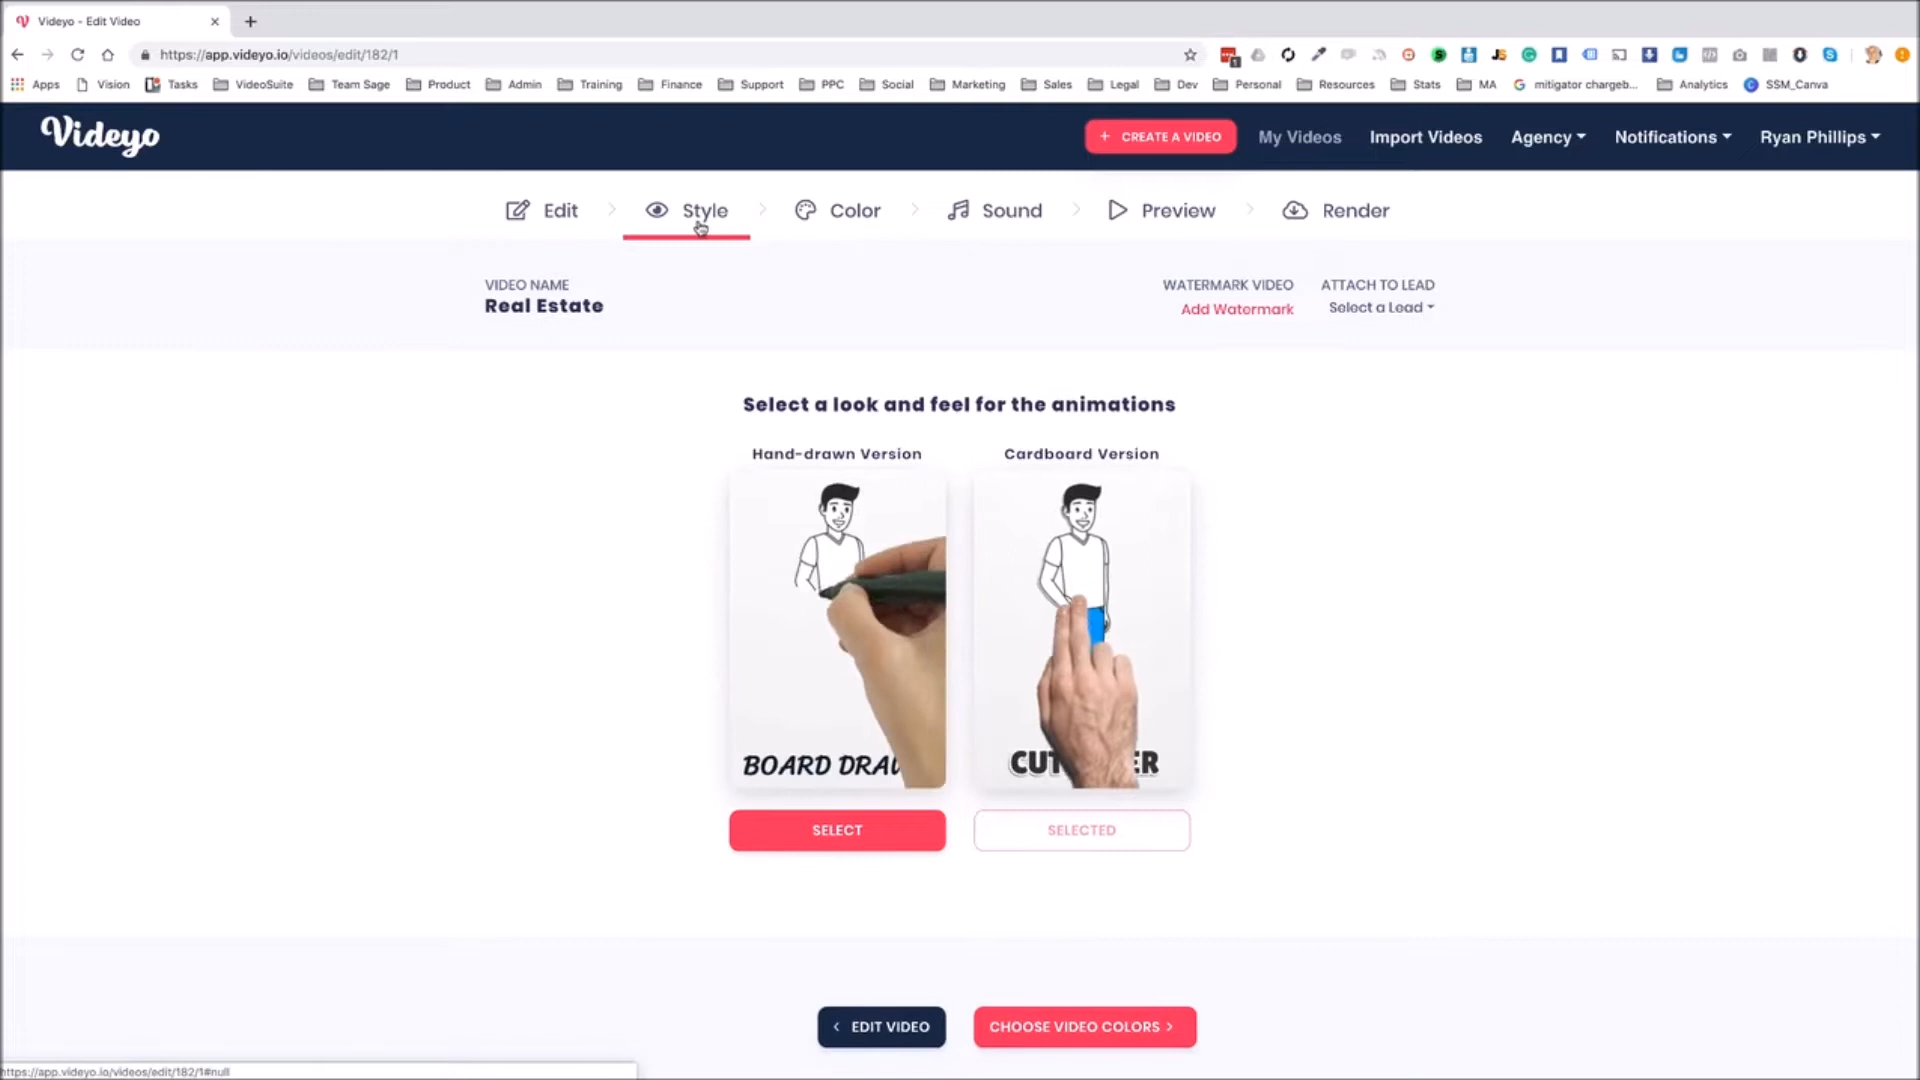 Videyo - Edit Video
https://app.videyo.io/videos/edit/182/1
Apps Vision Tasks VideoSuite Team Sage Product Admin Training Finance Support PPC Social Marketing Sales Legal Dev Personal Resources Stats MA mitigator chargeb... Analytics SSM_Canva
Videyo
+ CREATE A VIDEO My Videos Import Videos Agency Notifications Ryan Phillips
Edit Style Color Sound Preview Render
VIDEO NAME WATERMARK VIDEO ATTACH TO LEAD
Real Estate Add Watermark Select a Lead
Select a look and feel for the animations
Hand-drawn Version Cardboard Version
BOARD DRA
CUT ER
SELECT SELECTED
< EDIT VIDEO CHOOSE VIDEO COLORS >
https://app.videyo.io/videos/edit/182/1#null